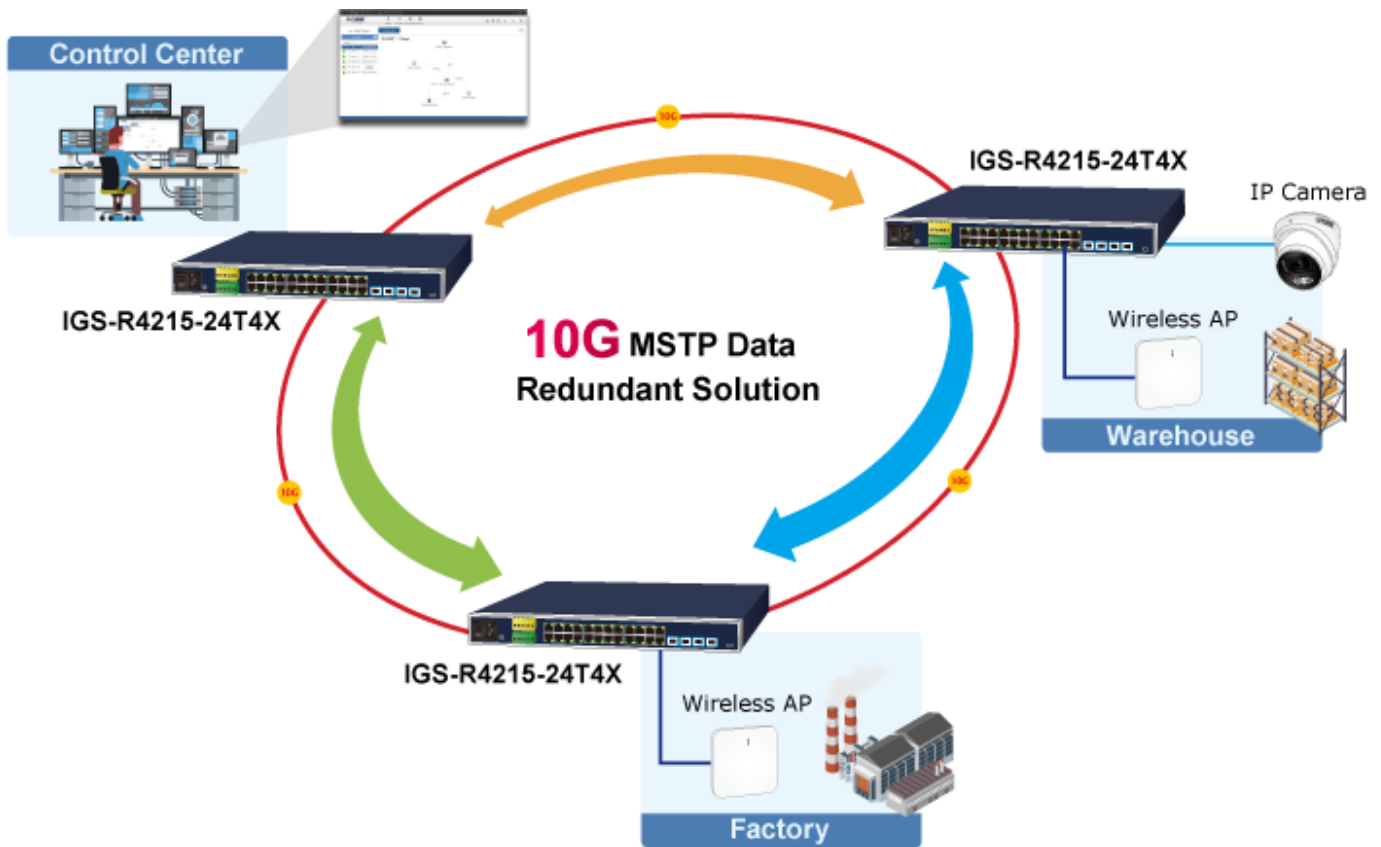 Control Center
10G
IGS-R4215-24T4X
IP Camera
IGS-R4215-24T4X
10G MSTP Data
Redundant Solution
Wireless AP
Warehouse
10G
10G
IGS-R4215-24T4X
Wireless AP
Factory